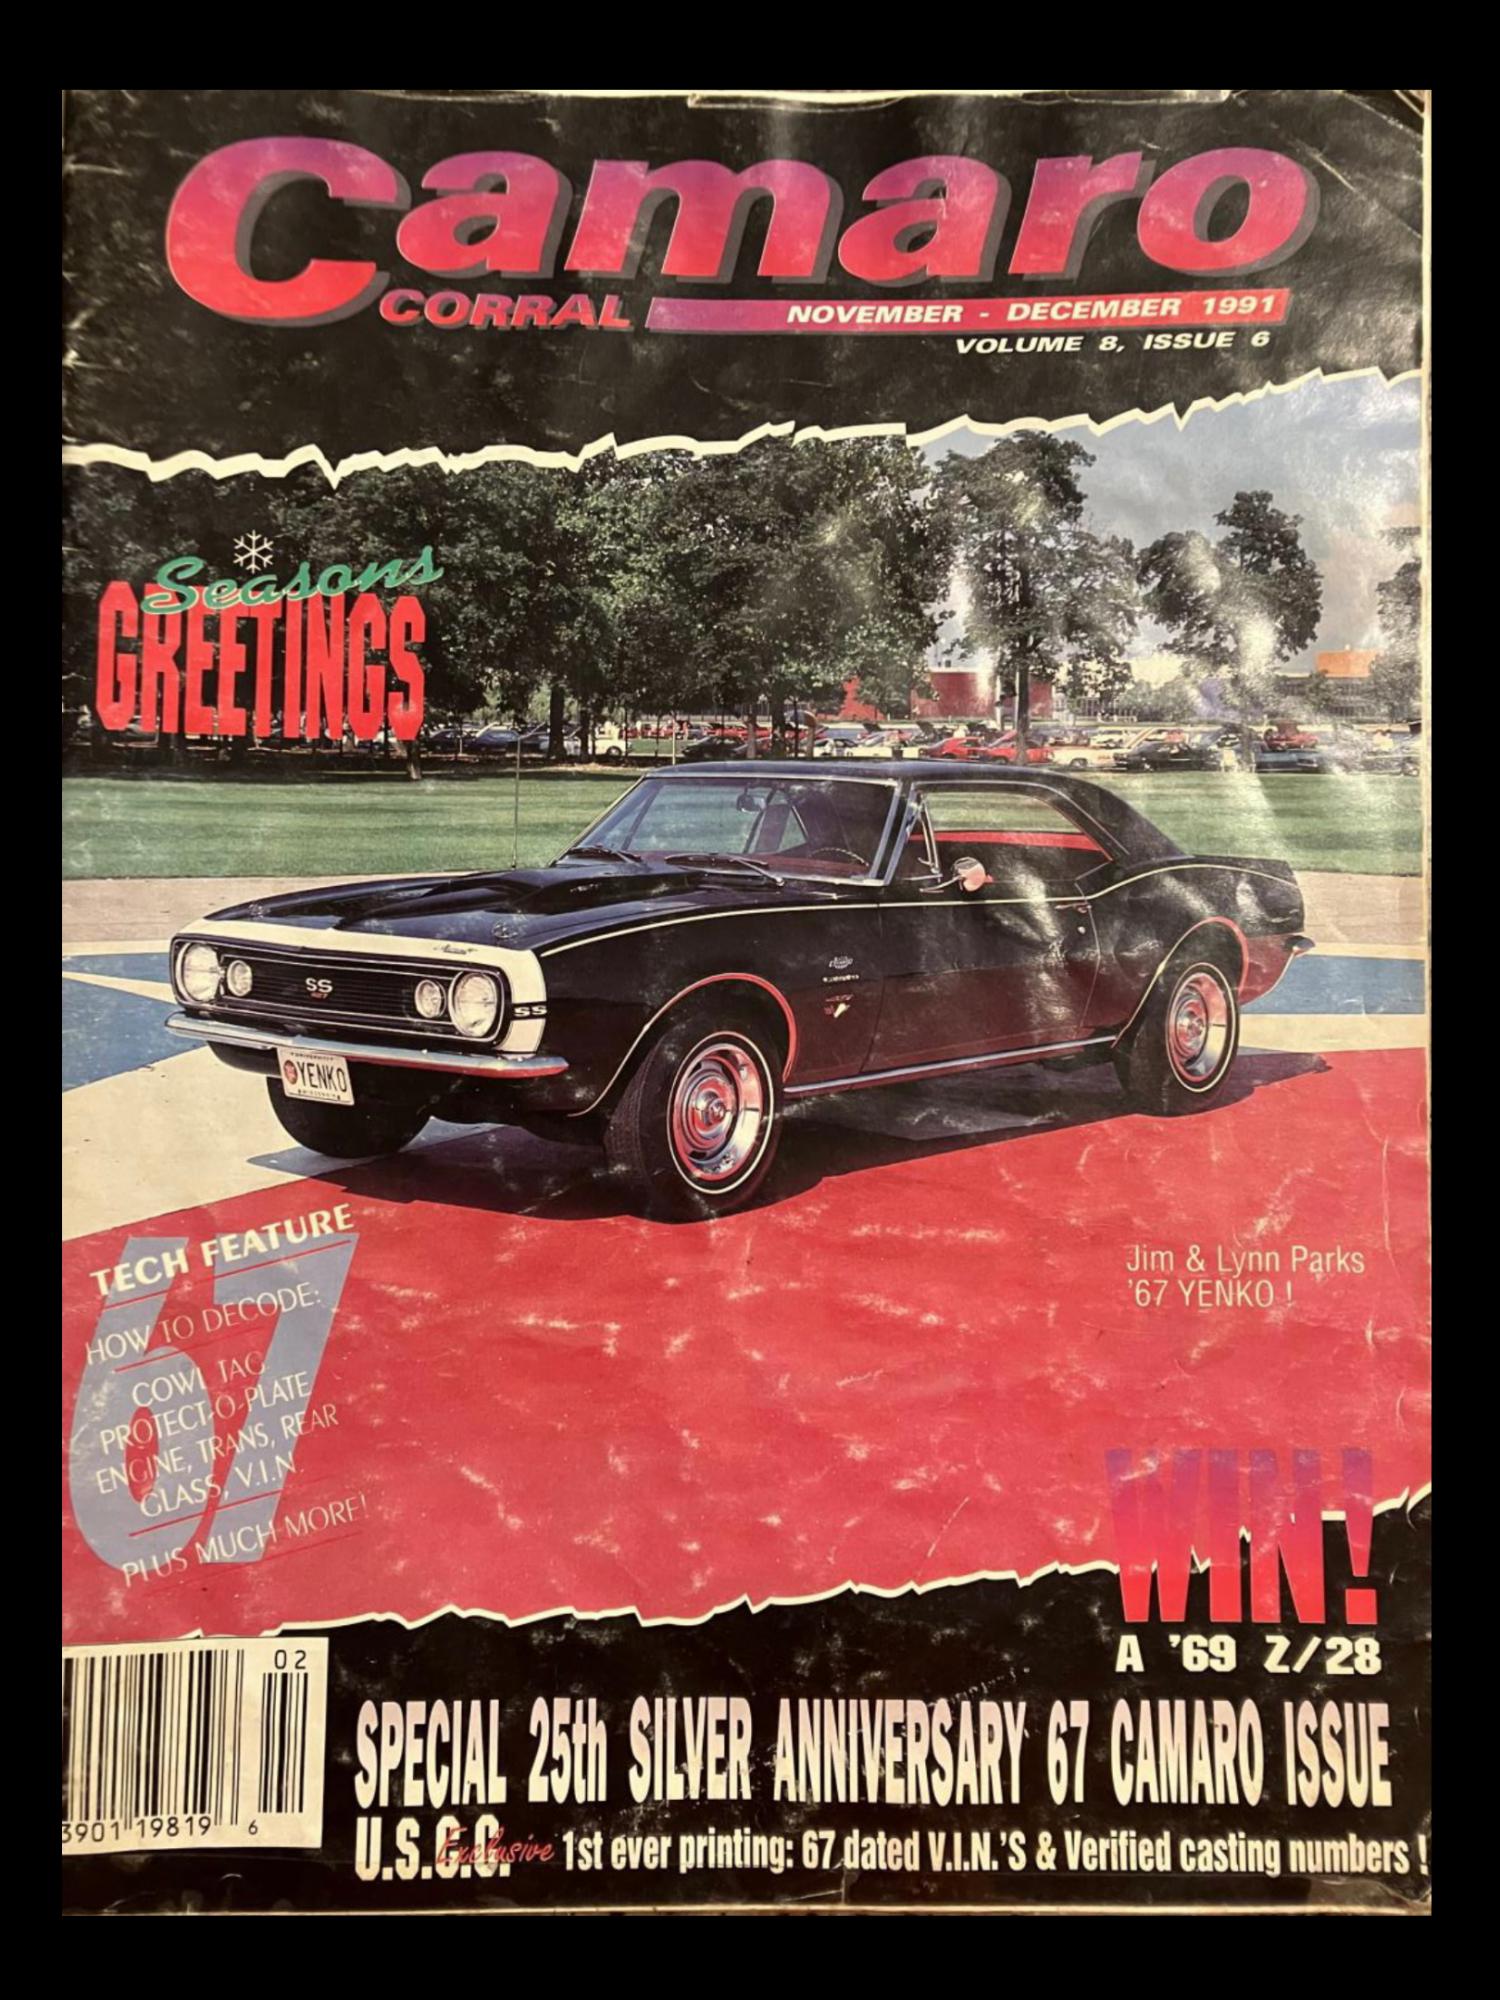 Camaro
CORRAL NOVEMBER - DECEMBER 1991
VOLUME 8, ISSUE 6
Seasons
GREETINGS
SS
427
SS
YENKO
TECH FEATURE
67
HOW TO DECODE:
COWL TAG
PROTECT-O-PLATE
ENGINE, TRANS, REAR
GLASS, V.I.N.
PLUS MUCH MORE!
Jim & Lynn Parks
'67 YENKO !
WIN!
A '69 Z/28
02
3901 19819 6
SPECIAL 25th SILVER ANNIVERSARY 67 CAMARO ISSUE
U.S.C.C. Exclusive 1st ever printing: 67 dated V.I.N.'S & Verified casting numbers !